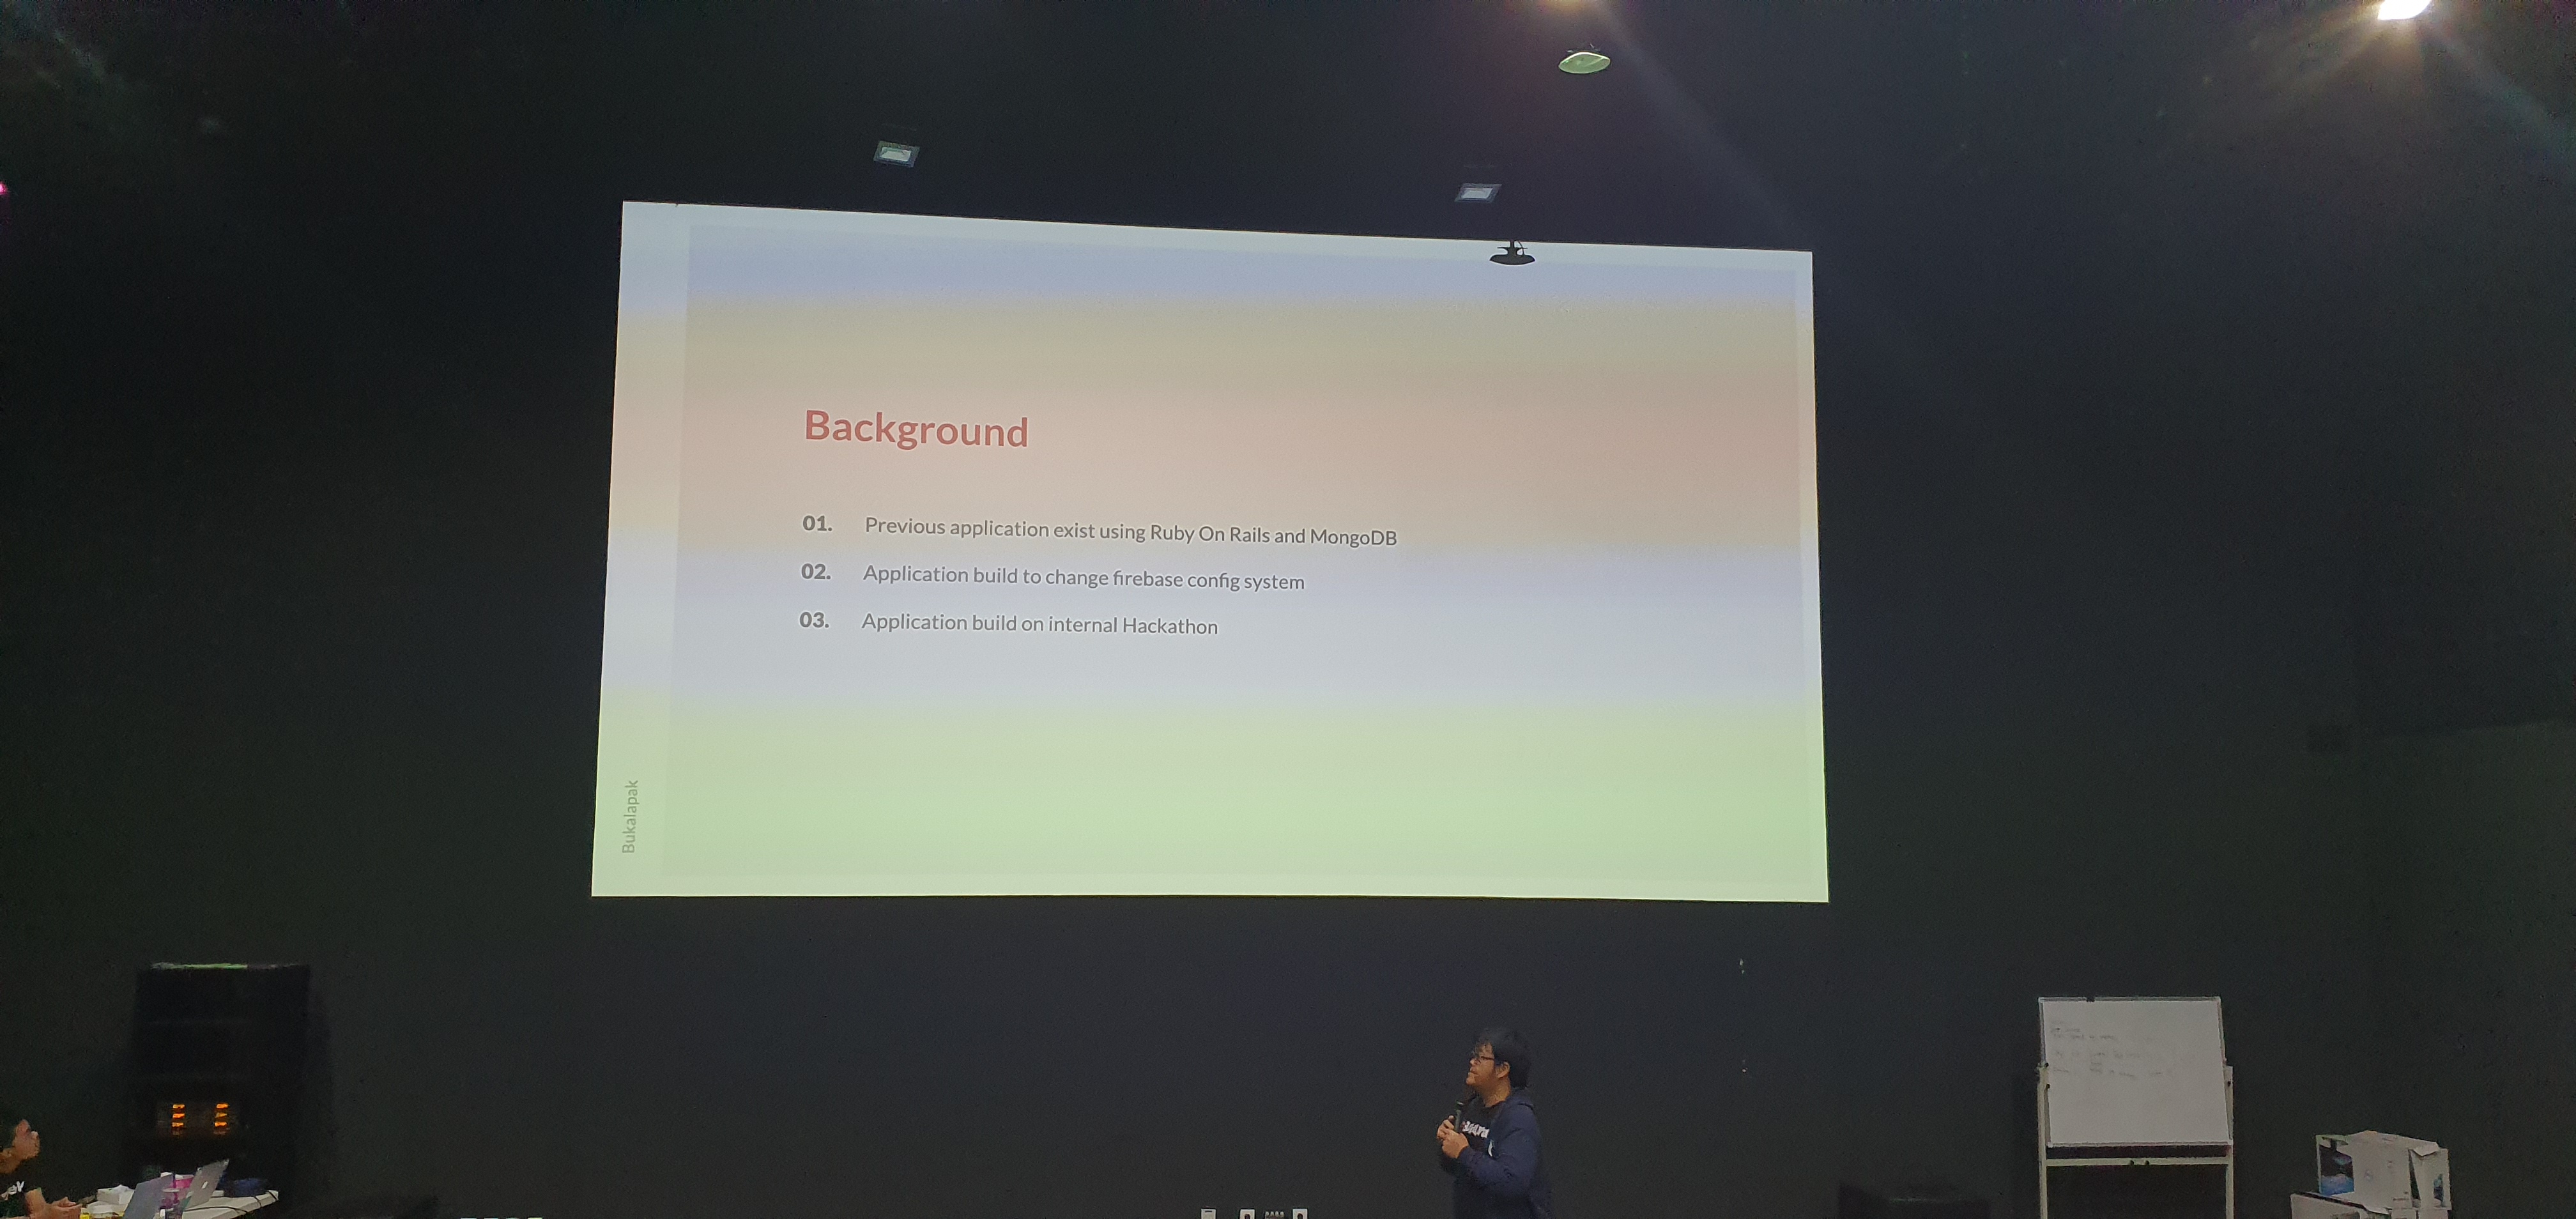 Background
01. Previous application exist using Ruby On Rails and MongoDB
02. Application build to change firebase config system
03. Application build on internal Hackathon
Bukalapak